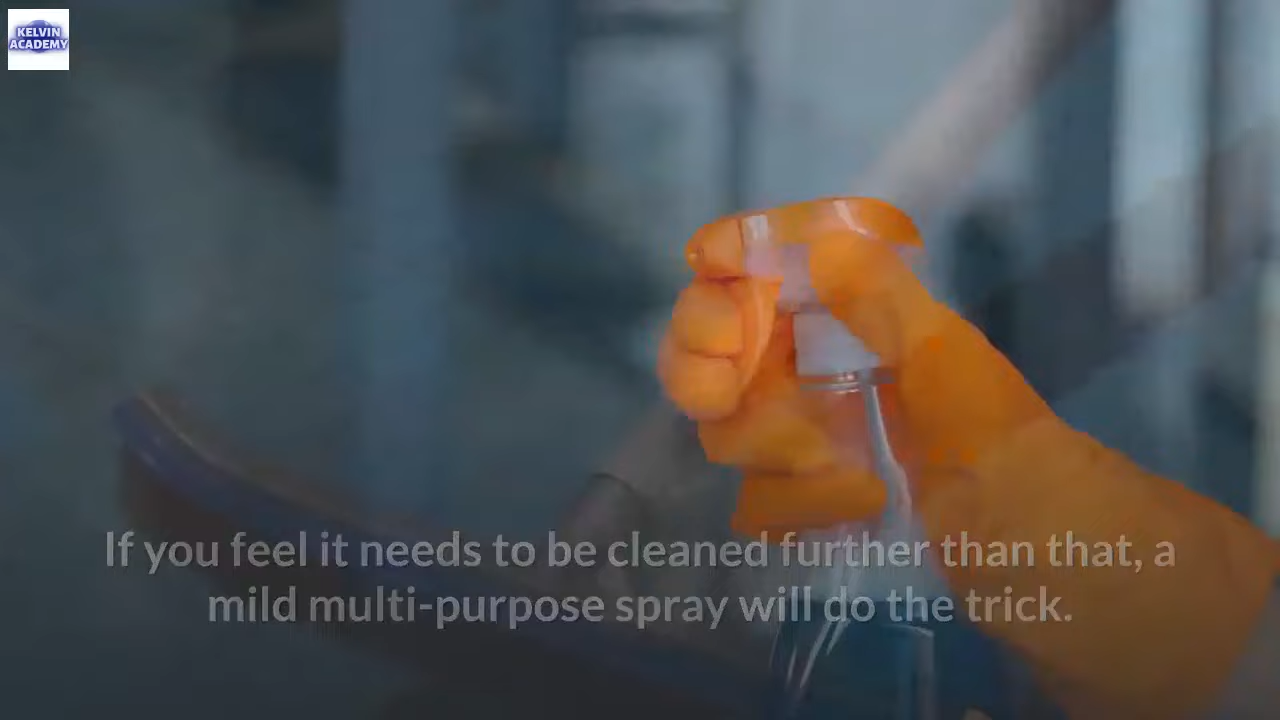 KELVIN
ACADEMY
If you feel it needs to be cleaned further than that, a
mild multi-purpose spray will do the trick.